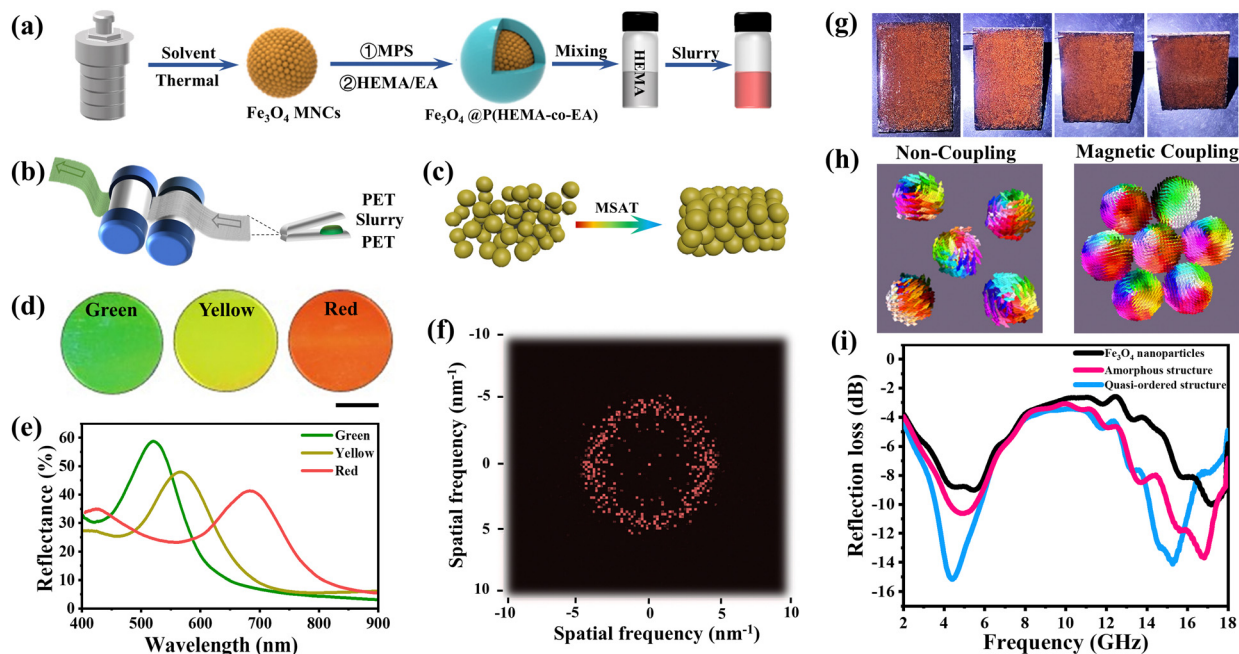 (a)
Solvent
Thermal
Fe₃O₄ MNCs
①MPS
②HEMA/EA
Fe₃O₄ @P(HEMA-co-EA)
Mixing
HEMA
Slurry
(b)
PET
Slurry
PET
(c)
MSAT
(d)
Green
Yellow
Red
(e)
Reflectance (%)
60
50
40
30
20
10
0
Green
Yellow
Red
400 500 600 700 800 900
Wavelength (nm)
(f)
Spatial frequency (nm⁻¹)
-10
-5
0
5
10
-10 -5 0 5 10
Spatial frequency (nm⁻¹)
(g)
(h)
Non-Coupling
Magnetic Coupling
(i)
Reflection loss (dB)
0
-2
-4
-6
-8
-10
-12
-14
-16
Fe₃O₄ nanoparticles
Amorphous structure
Quasi-ordered structure
2 4 6 8 10 12 14 16 18
Frequency (GHz)